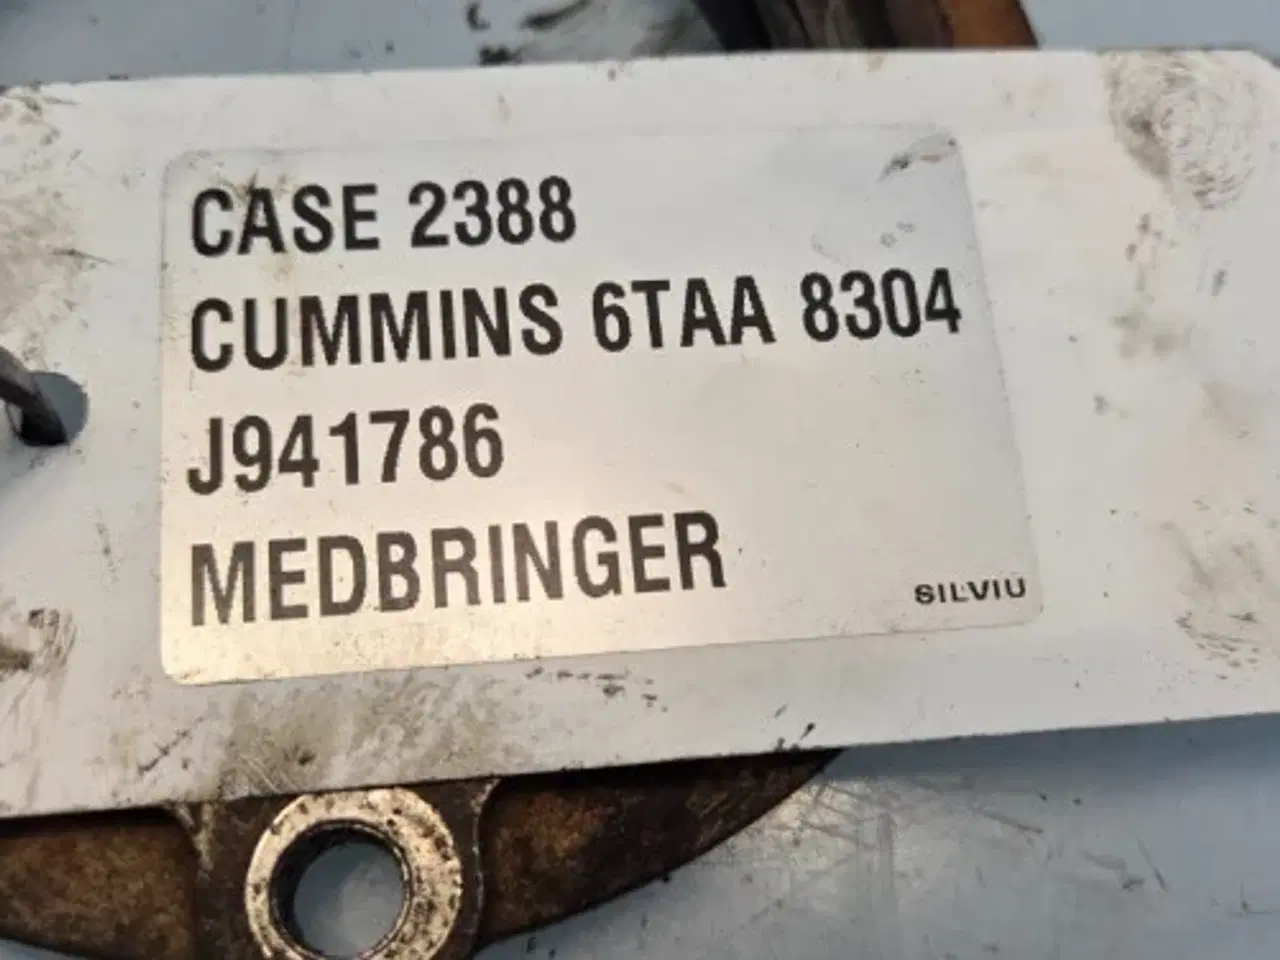 CASE 2388
CUMMINS 6TAA 8304
J941786
MEDBRINGER
SILVIU